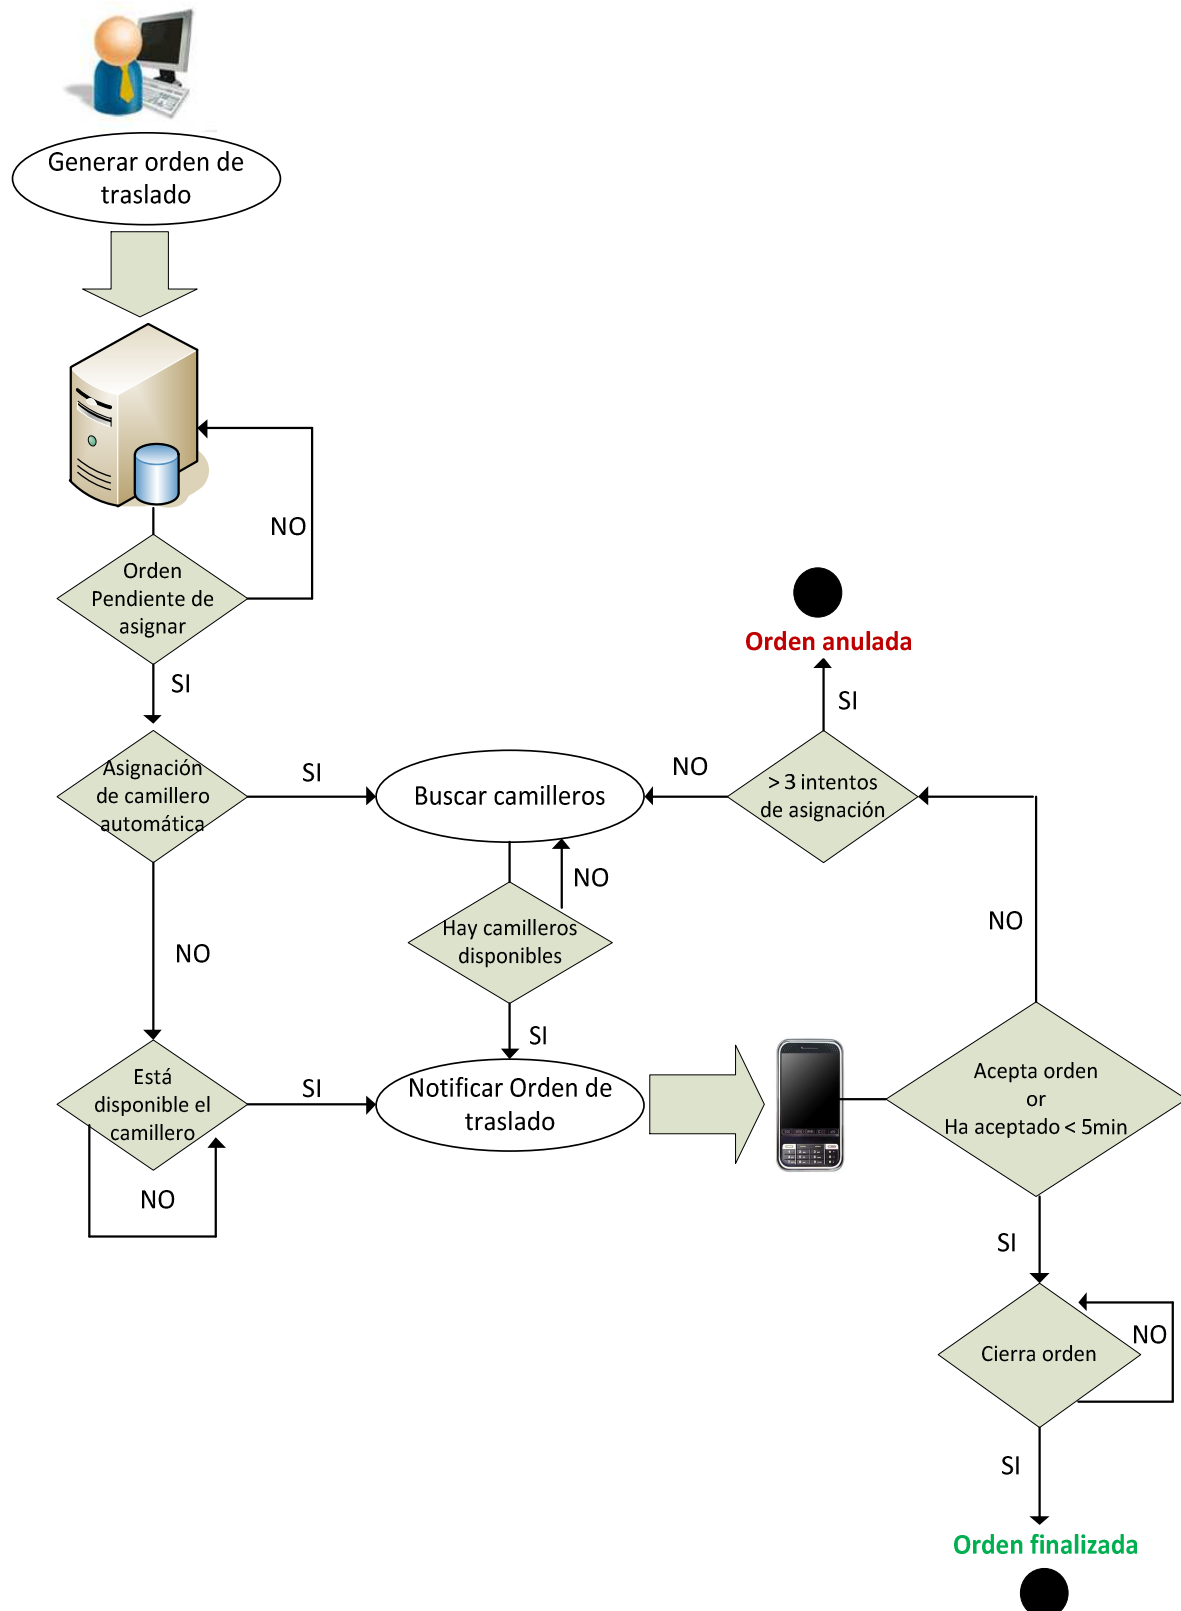 Generar orden de
traslado
NO
Orden
Pendiente de
asignar
SI
Orden anulada
SI
Asignación
de camillero
automática
SI
Buscar camilleros
NO
> 3 intentos
de asignación
NO
Hay camilleros
disponibles
NO
NO
SI
Está
disponible el
camillero
SI
Notificar Orden de
traslado
Acepta orden
or
Ha aceptado < 5min
NO
SI
Cierra orden
NO
SI
Orden finalizada